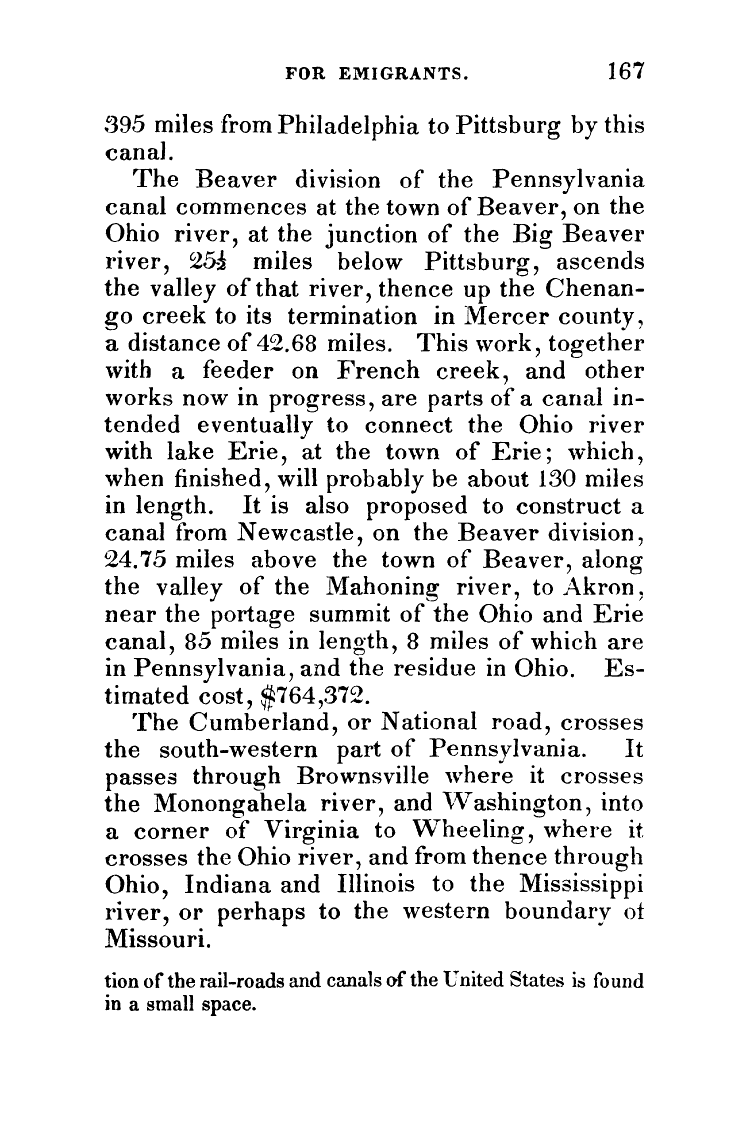 FOR EMIGRANTS. 167
395 miles from Philadelphia to Pittsburg by this
canal.
The Beaver division of the Pennsylvania
canal commences at the town of Beaver, on the
Ohio river, at the junction of the Big Beaver
river, 25½ miles below Pittsburg, ascends
the valley of that river, thence up the Chenan-
go creek to its termination in Mercer county,
a distance of 42.68 miles. This work, together
with a feeder on French creek, and other
works now in progress, are parts of a canal in-
tended eventually to connect the Ohio river
with lake Erie, at the town of Erie; which,
when finished, will probably be about 130 miles
in length. It is also proposed to construct a
canal from Newcastle, on the Beaver division,
24.75 miles above the town of Beaver, along
the valley of the Mahoning river, to Akron,
near the portage summit of the Ohio and Erie
canal, 85 miles in length, 8 miles of which are
in Pennsylvania, and the residue in Ohio. Es-
timated cost, $764,372.
The Cumberland, or National road, crosses
the south-western part of Pennsylvania. It
passes through Brownsville where it crosses
the Monongahela river, and Washington, into
a corner of Virginia to Wheeling, where it
crosses the Ohio river, and from thence through
Ohio, Indiana and Illinois to the Mississippi
river, or perhaps to the western boundary of
Missouri.
tion of the rail-roads and canals of the United States is found
in a small space.